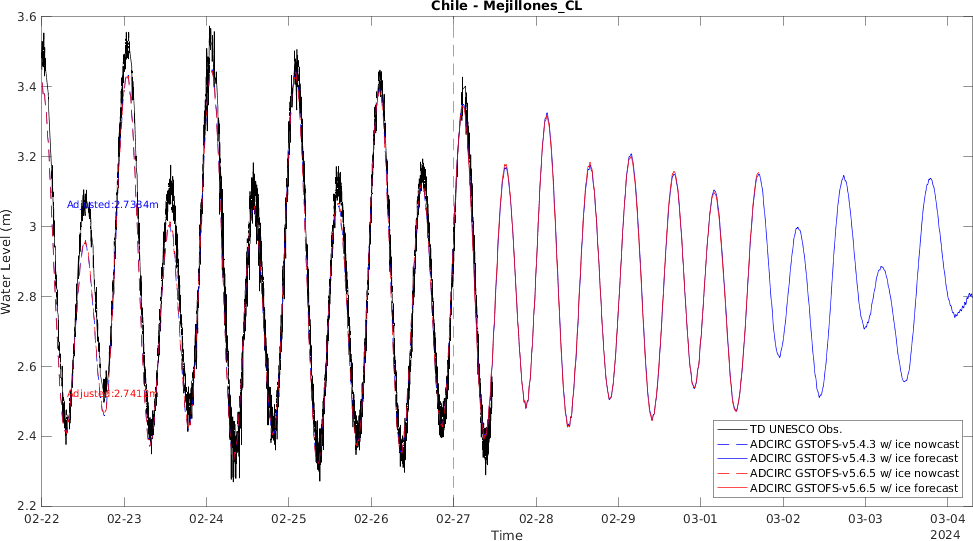 Chile - Mejillones_CL
3.6
3.4
3.2
3
2.8
2.6
2.4
2.2
Water Level (m)
Adjusted:2.7384m
TD UNESCO Obs.
ADCIRC GSTOFS-v5.4.3 w/ ice nowcast
ADCIRC GSTOFS-v5.4.3 w/ ice forecast
ADCIRC GSTOFS-v5.6.5 w/ ice nowcast
ADCIRC GSTOFS-v5.6.5 w/ ice forecast
02-22
02-23
02-24
02-25
02-26
02-27
02-28
02-29
03-01
03-02
03-03
03-04
2024
Time